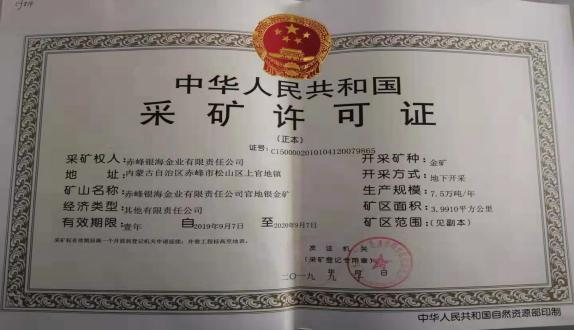 中华人民共和国
采矿许可证
(正本)
证号: C1500002010104120079865
采矿权人: 赤峰银海金业有限责任公司
地 址: 内蒙古自治区赤峰市松山区上官地镇
矿山名称: 赤峰银海金业有限责任公司官地银金矿
经济类型: 其他有限责任公司
有效期限: 壹年 自 2019年9月7日 至 2020年9月7日
开采矿种: 金矿
开采方式: 地下开采
生产规模: 7.5万吨/年
矿区面积: 3.9910平方公里
矿区范围: (见副本)
发证机关
(采矿登记专用章)
中华人民共和国自然资源部印制